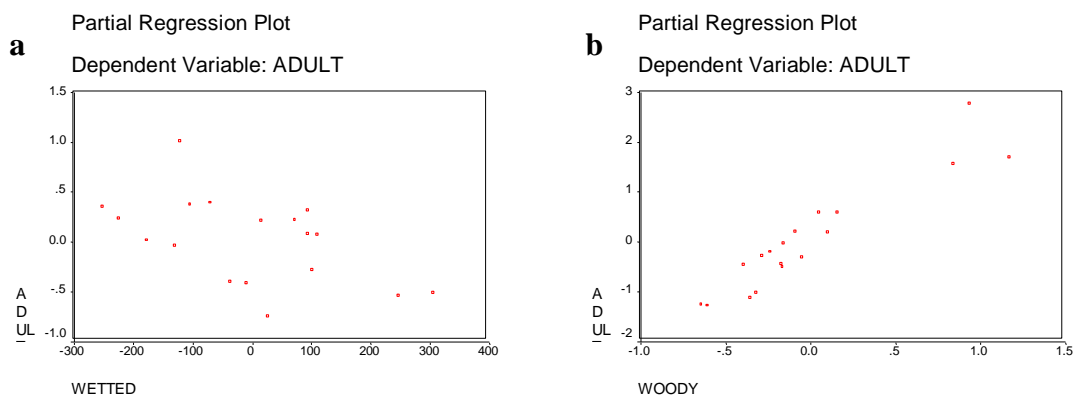 a
Partial Regression Plot
Dependent Variable: ADULT
1.5
1.0
.5
0.0
-.5
-1.0
A
D
UL
-300 -200 -100 0 100 200 300 400
WETTED
b
Partial Regression Plot
Dependent Variable: ADULT
3
2
1
0
-1
-2
A
D
UL
-1.0 -.5 0.0 .5 1.0 1.5
WOODY